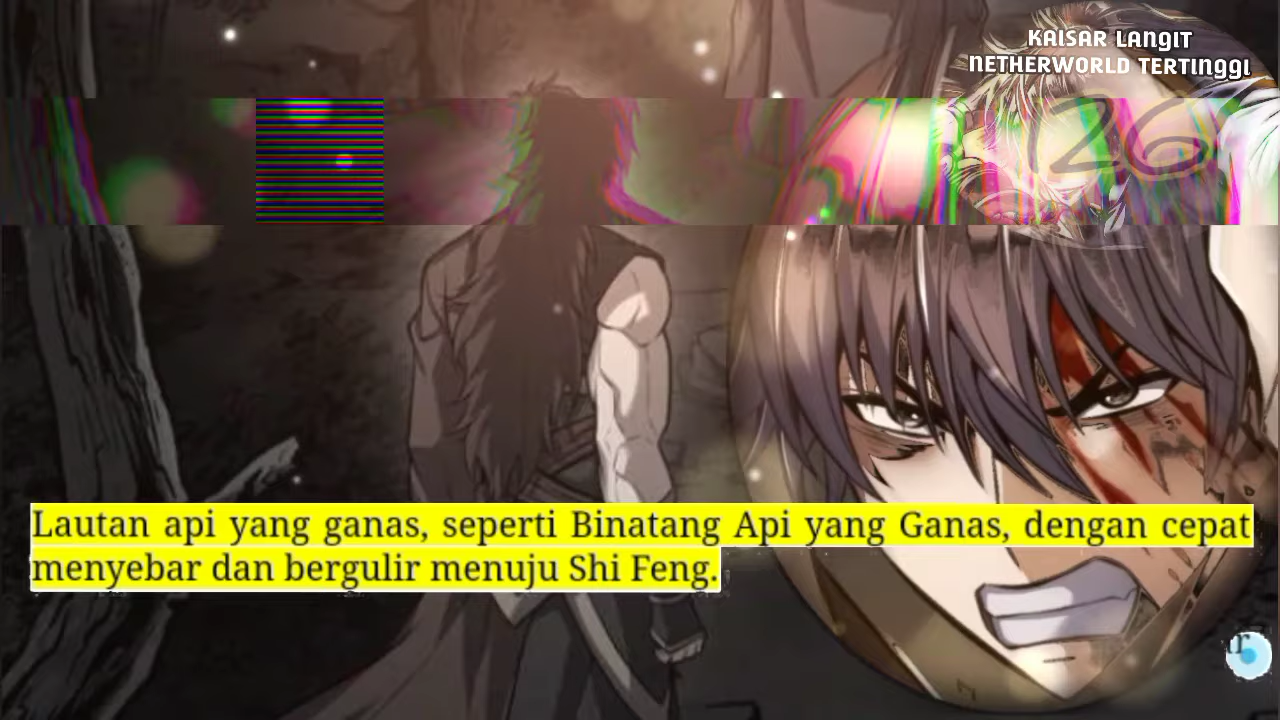 KAISAR LANGIT
NETHERWORLD TERTINGGI
126
Lautan api yang ganas, seperti Binatang Api yang Ganas, dengan cepat
menyebar dan bergulir menuju Shi Feng.